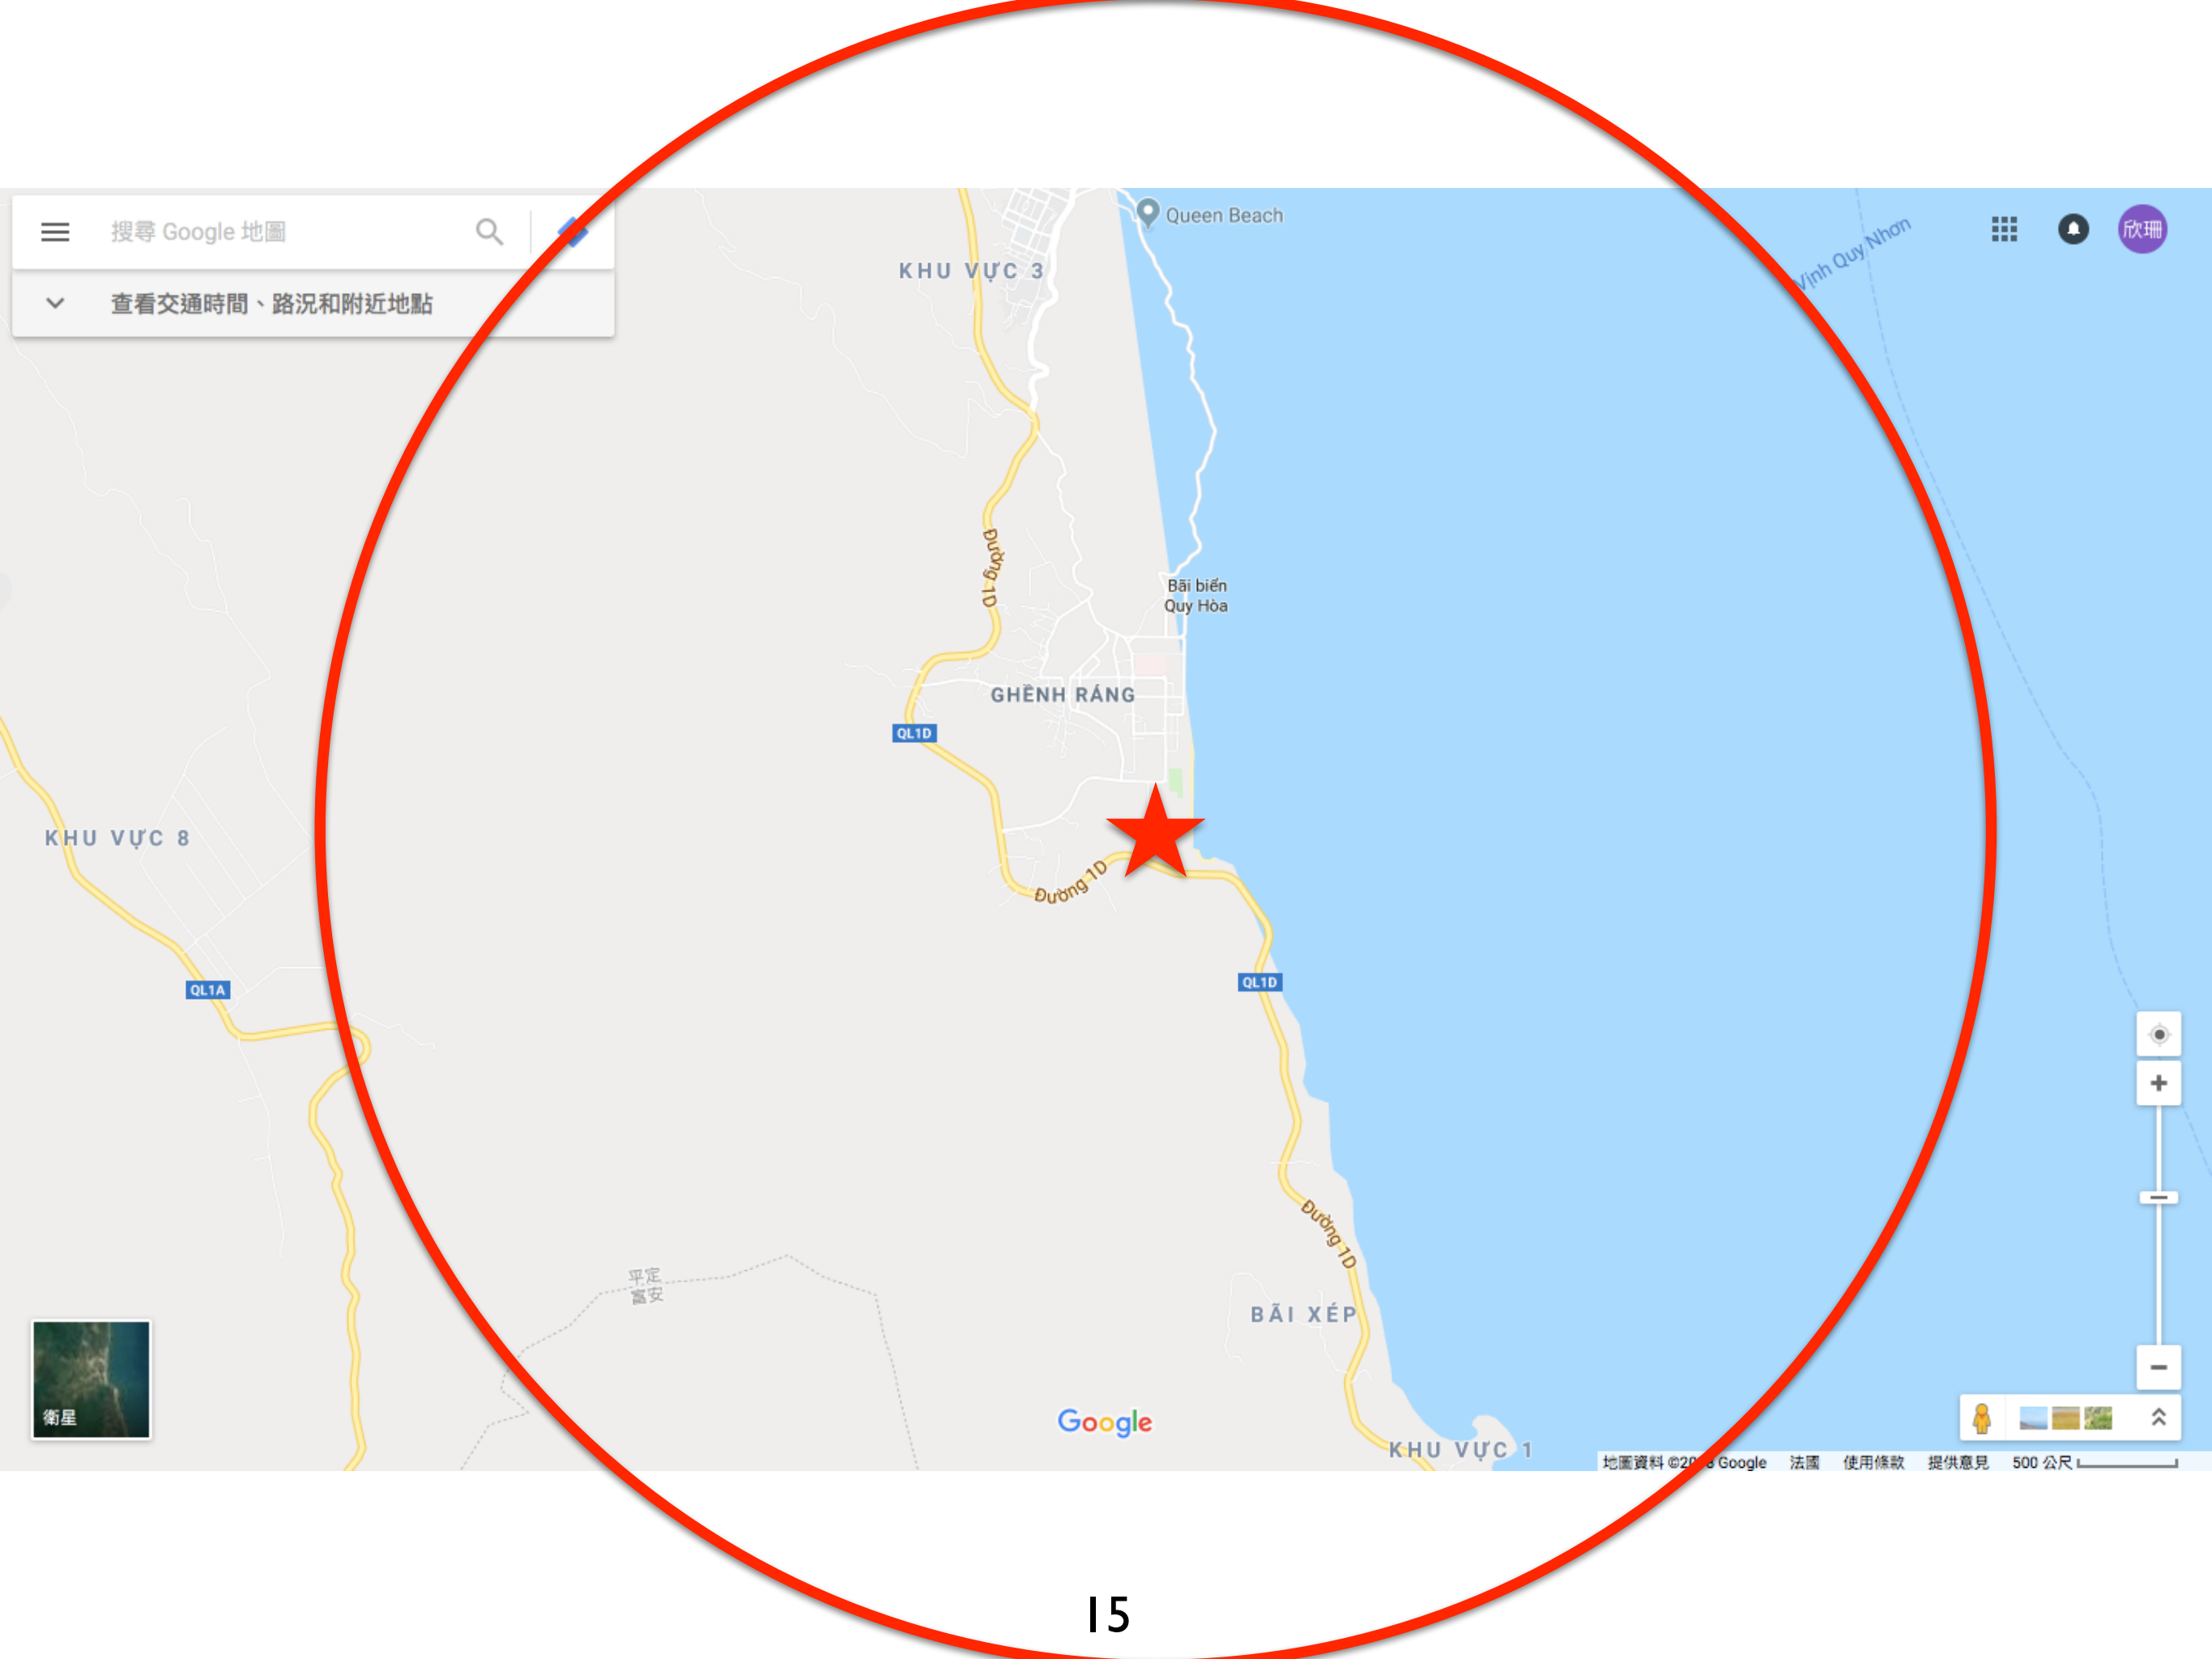 搜尋 Google 地圖
查看交通時間、路況和附近地點
Queen Beach
Vịnh Quy Nhơn
欣珊
KHU VỰC 3
Đường 1D
Bãi biển
Quy Hòa
GHỀNH RÁNG
QL1D
KHU VỰC 8
Đường 1D
QL1A
QL1D
Đường 1D
平定
富安
BÃI XÉP
衛星
Google
KHU VỰC 1
地圖資料 Google 法國 使用條款 提供意見 500 公尺
15